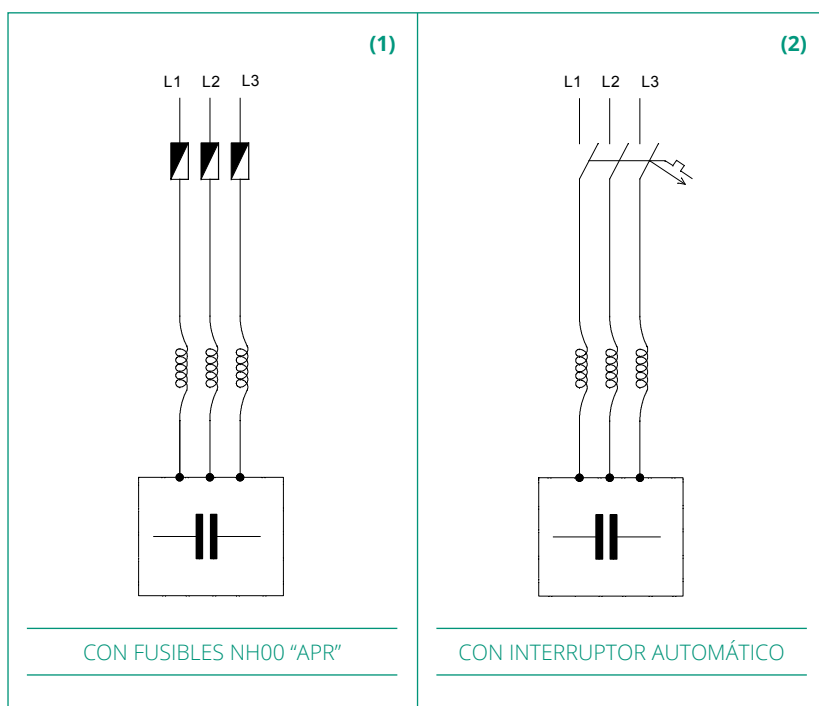 (1)
L1 L2 L3
CON FUSIBLES NH00 “APR”
(2)
L1 L2 L3
CON INTERRUPTOR AUTOMÁTICO